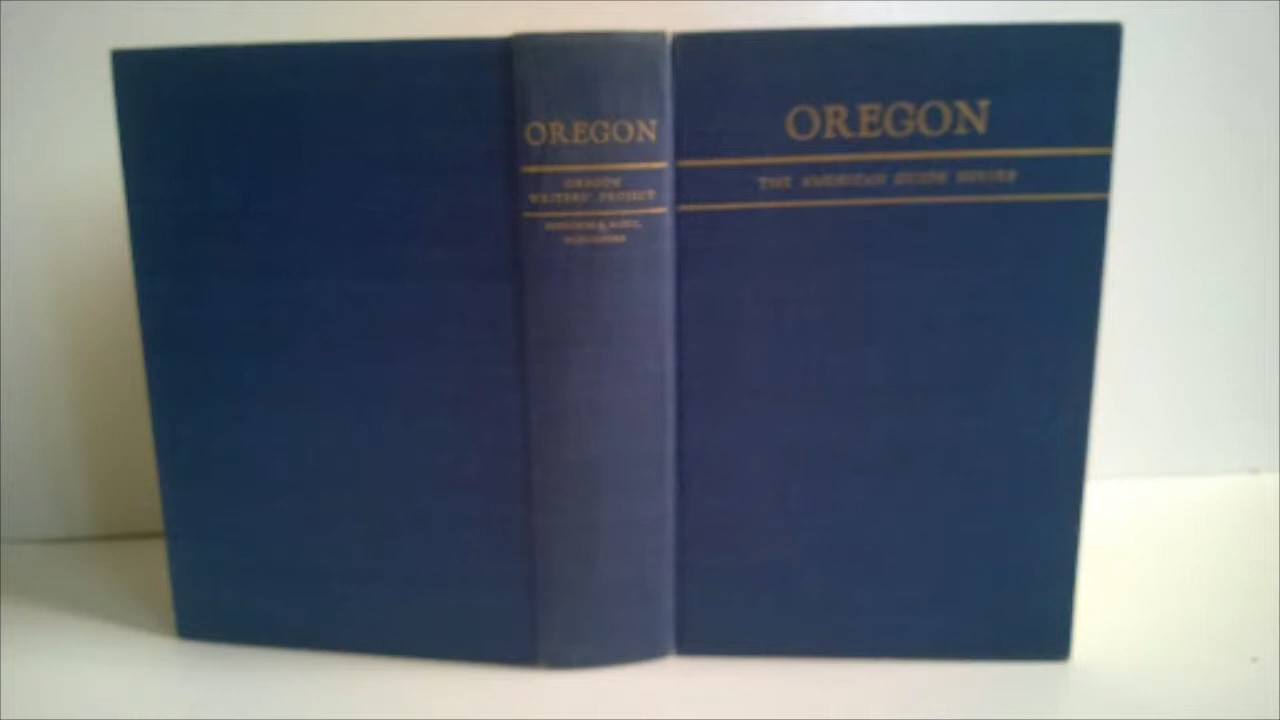 OREGON
OREGON
WRITERS' PROJECT
OREGON
THE AMERICAN GUIDE SERIES